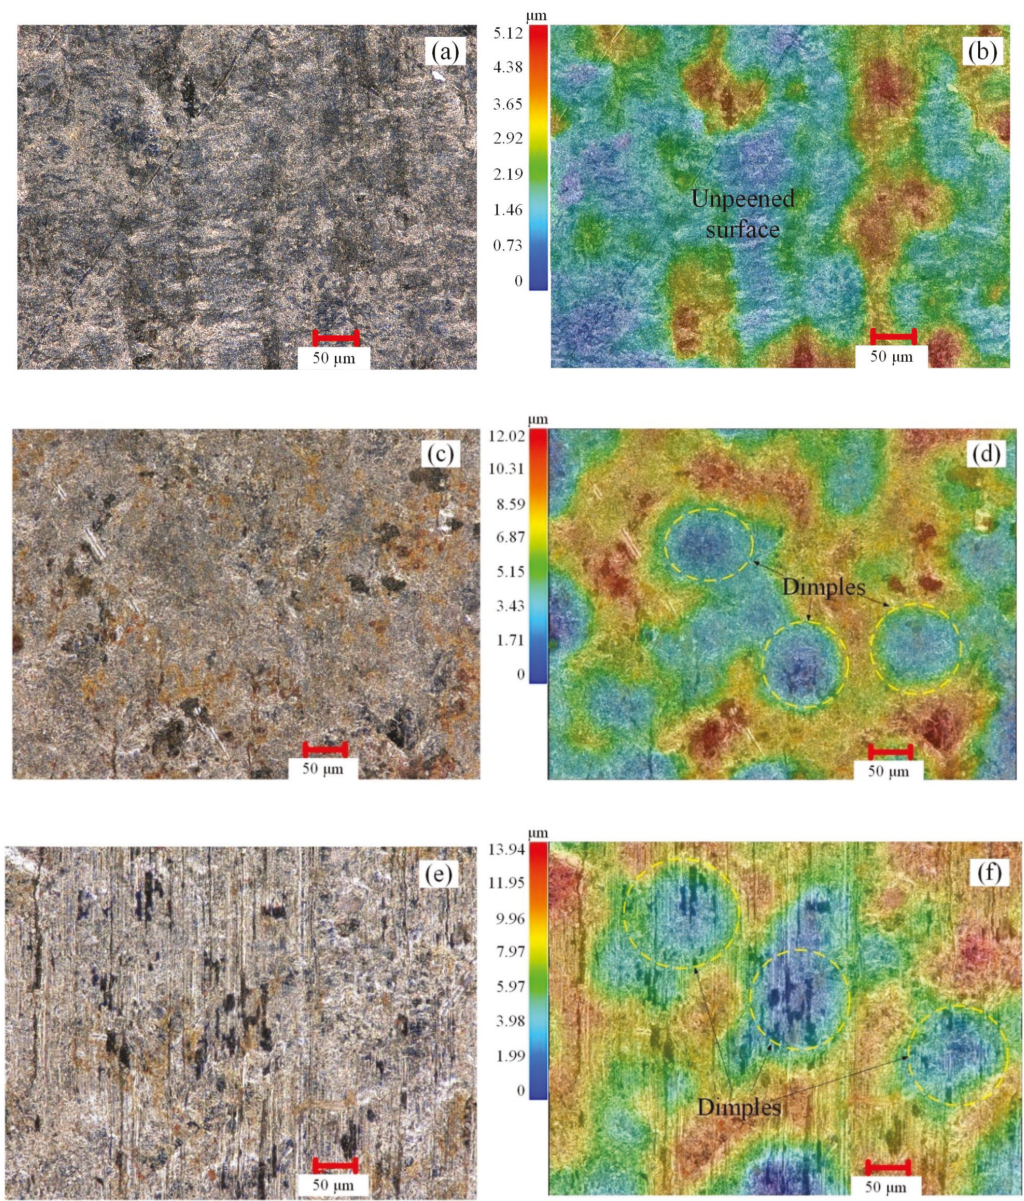 (a)
50 μm
μm
5.12
4.38
3.65
2.92
2.19
1.46
0.73
0
(b)
Unpeened
surface
50 μm
(c)
50 μm
μm
12.02
10.31
8.59
6.87
5.15
3.43
1.71
0
(d)
Dimples
50 μm
(e)
50 μm
μm
13.94
11.95
9.96
7.97
5.97
3.98
1.99
0
(f)
Dimples
50 μm